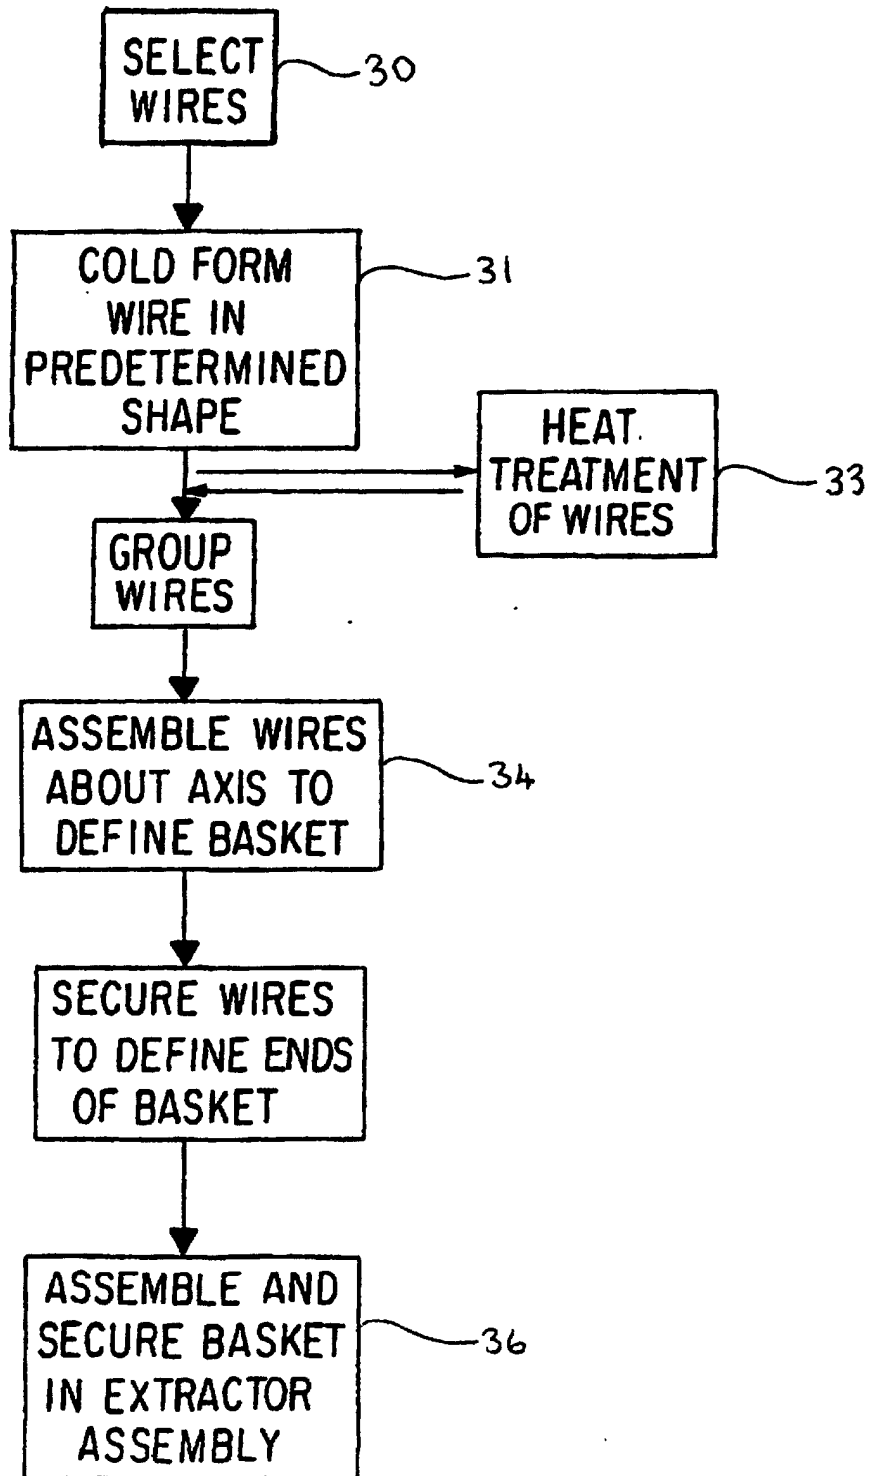 SELECT
WIRES
30
COLD FORM
WIRE IN
PREDETERMINED
SHAPE
31
HEAT
TREATMENT
OF WIRES
33
GROUP
WIRES
ASSEMBLE WIRES
ABOUT AXIS TO
DEFINE BASKET
34
SECURE WIRES
TO DEFINE ENDS
OF BASKET
ASSEMBLE AND
SECURE BASKET
IN EXTRACTOR
ASSEMBLY
36